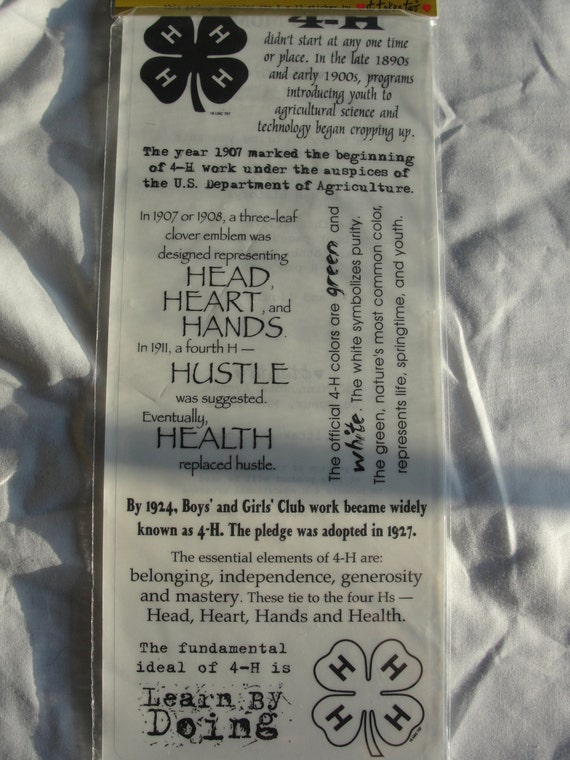 4-H
H H
H H
didn't start at any one time
or place. In the late 1890s
and early 1900s, programs
introducing youth to
agricultural science and
technology began cropping up.
The year 1907 marked the beginning
of 4-H work under the auspices of
the U.S. Department of Agriculture.
In 1907 or 1908, a three-leaf
clover emblem was
designed representing
HEAD,
HEART, and
HANDS.
In 1911, a fourth H —
HUSTLE
was suggested.
Eventually,
HEALTH
replaced hustle.
The official 4-H colors are green and
white. The white symbolizes purity.
The green, nature's most common color,
represents life, springtime, and youth.
By 1924, Boys' and Girls' Club work became widely
known as 4-H. The pledge was adopted in 1927.
The essential elements of 4-H are:
belonging, independence, generosity
and mastery. These tie to the four Hs —
Head, Heart, Hands and Health.
The fundamental
ideal of 4-H is
Learn By
Doing
H H
H H